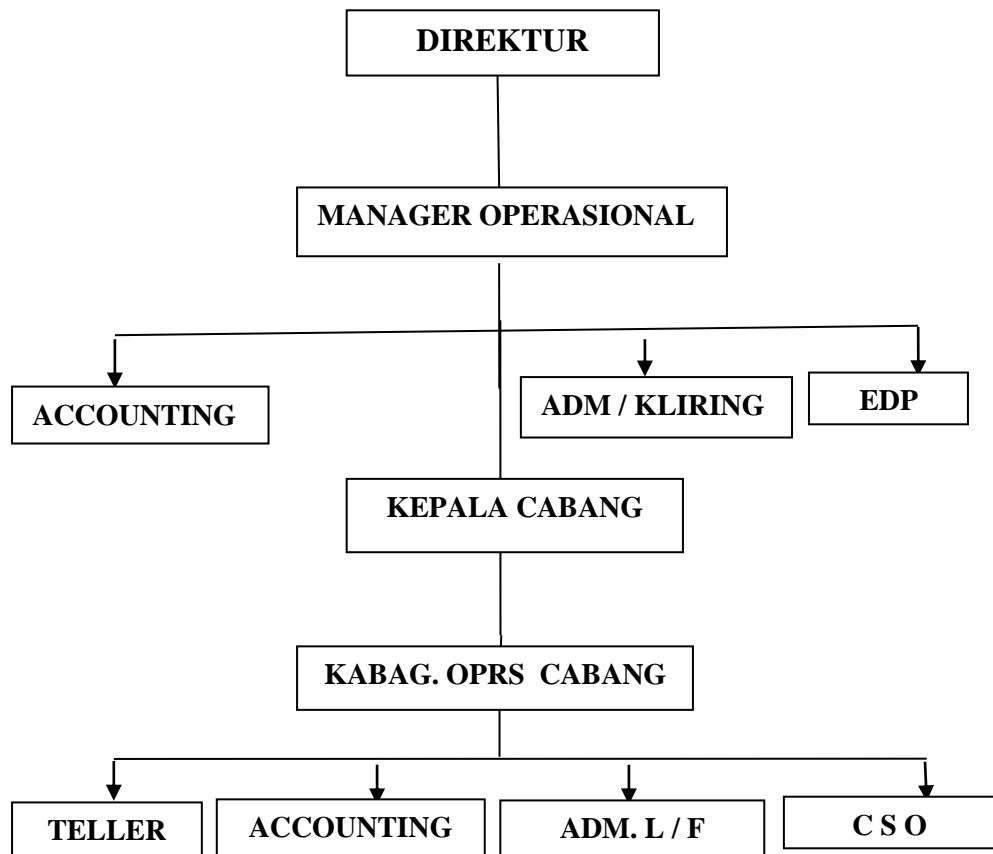 DIREKTUR
MANAGER OPERASIONAL
ACCOUNTING
ADM / KLIRING
EDP
KEPALA CABANG
KABAG. OPRS  CABANG
TELLER
ACCOUNTING
ADM. L / F
C S O